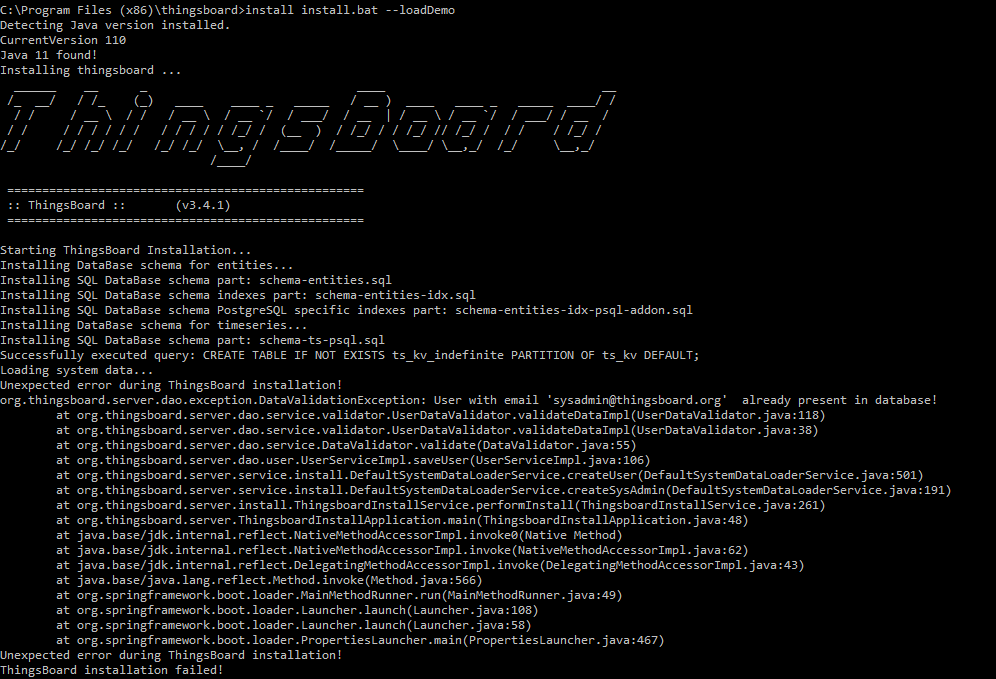 C:\Program Files (x86)\thingsboard>install install.bat --loadDemo
Detecting Java version installed.
CurrentVersion 110
Java 11 found!
Installing thingsboard ...
ThingsBoard
===================================================
:: ThingsBoard ::       (v3.4.1)
===================================================
Starting ThingsBoard Installation...
Installing DataBase schema for entities...
Installing SQL DataBase schema part: schema-entities.sql
Installing SQL DataBase schema indexes part: schema-entities-idx.sql
Installing SQL DataBase schema PostgreSQL specific indexes part: schema-entities-idx-psql-addon.sql
Installing DataBase schema for timeseries...
Installing SQL DataBase schema part: schema-ts-psql.sql
Successfully executed query: CREATE TABLE IF NOT EXISTS ts_kv_indefinite PARTITION OF ts_kv DEFAULT;
Loading system data...
Unexpected error during ThingsBoard installation!
org.thingsboard.server.dao.exception.DataValidationException: User with email 'sysadmin@thingsboard.org'  already present in database!
        at org.thingsboard.server.dao.service.validator.UserDataValidator.validateDataImpl(UserDataValidator.java:118)
        at org.thingsboard.server.dao.service.validator.UserDataValidator.validateDataImpl(UserDataValidator.java:38)
        at org.thingsboard.server.dao.service.DataValidator.validate(DataValidator.java:55)
        at org.thingsboard.server.dao.user.UserServiceImpl.saveUser(UserServiceImpl.java:106)
        at org.thingsboard.server.service.install.DefaultSystemDataLoaderService.createUser(DefaultSystemDataLoaderService.java:501)
        at org.thingsboard.server.service.install.DefaultSystemDataLoaderService.createSysAdmin(DefaultSystemDataLoaderService.java:191)
        at org.thingsboard.server.install.ThingsboardInstallService.performInstall(ThingsboardInstallService.java:261)
        at org.thingsboard.server.ThingsboardInstallApplication.main(ThingsboardInstallApplication.java:48)
        at java.base/jdk.internal.reflect.NativeMethodAccessorImpl.invoke0(Native Method)
        at java.base/jdk.internal.reflect.NativeMethodAccessorImpl.invoke(NativeMethodAccessorImpl.java:62)
        at java.base/jdk.internal.reflect.DelegatingMethodAccessorImpl.invoke(DelegatingMethodAccessorImpl.java:43)
        at java.base/java.lang.reflect.Method.invoke(Method.java:566)
        at org.springframework.boot.loader.MainMethodRunner.run(MainMethodRunner.java:49)
        at org.springframework.boot.loader.Launcher.launch(Launcher.java:108)
        at org.springframework.boot.loader.Launcher.launch(Launcher.java:58)
        at org.springframework.boot.loader.PropertiesLauncher.main(PropertiesLauncher.java:467)
Unexpected error during ThingsBoard installation!
ThingsBoard installation failed!